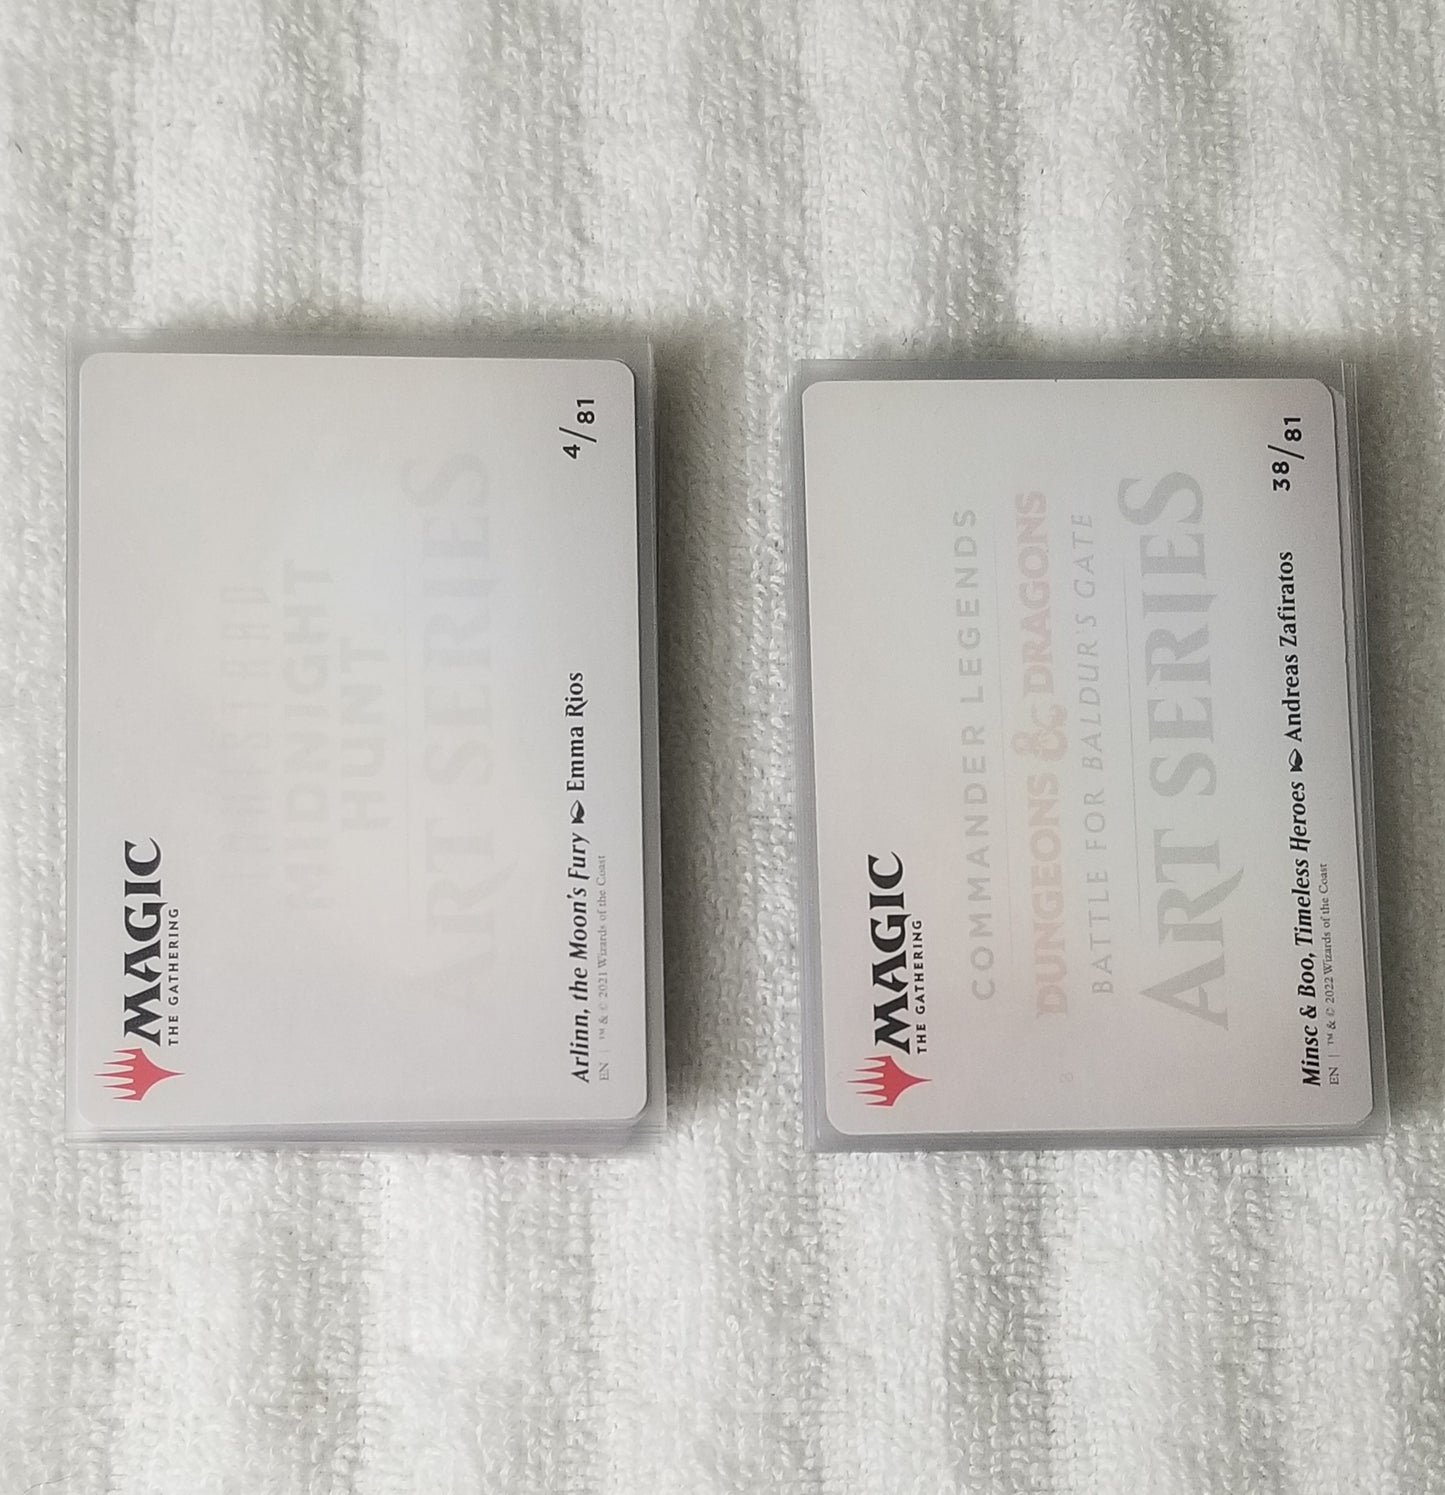 MAGIC
THE GATHERING
INNISTRAD
MIDNIGHT
HUNT
ART SERIES
4/81
Arlinn, the Moon's Fury Emma Rios
EN | ™ & © 2021 Wizards of the Coast
MAGIC
THE GATHERING
COMMANDER LEGENDS
DUNGEONS & DRAGONS
BATTLE FOR BALDUR'S GATE
ART SERIES
38/81
Minsc & Boo, Timeless Heroes Andreas Zafiratos
EN | ™ & © 2022 Wizards of the Coast